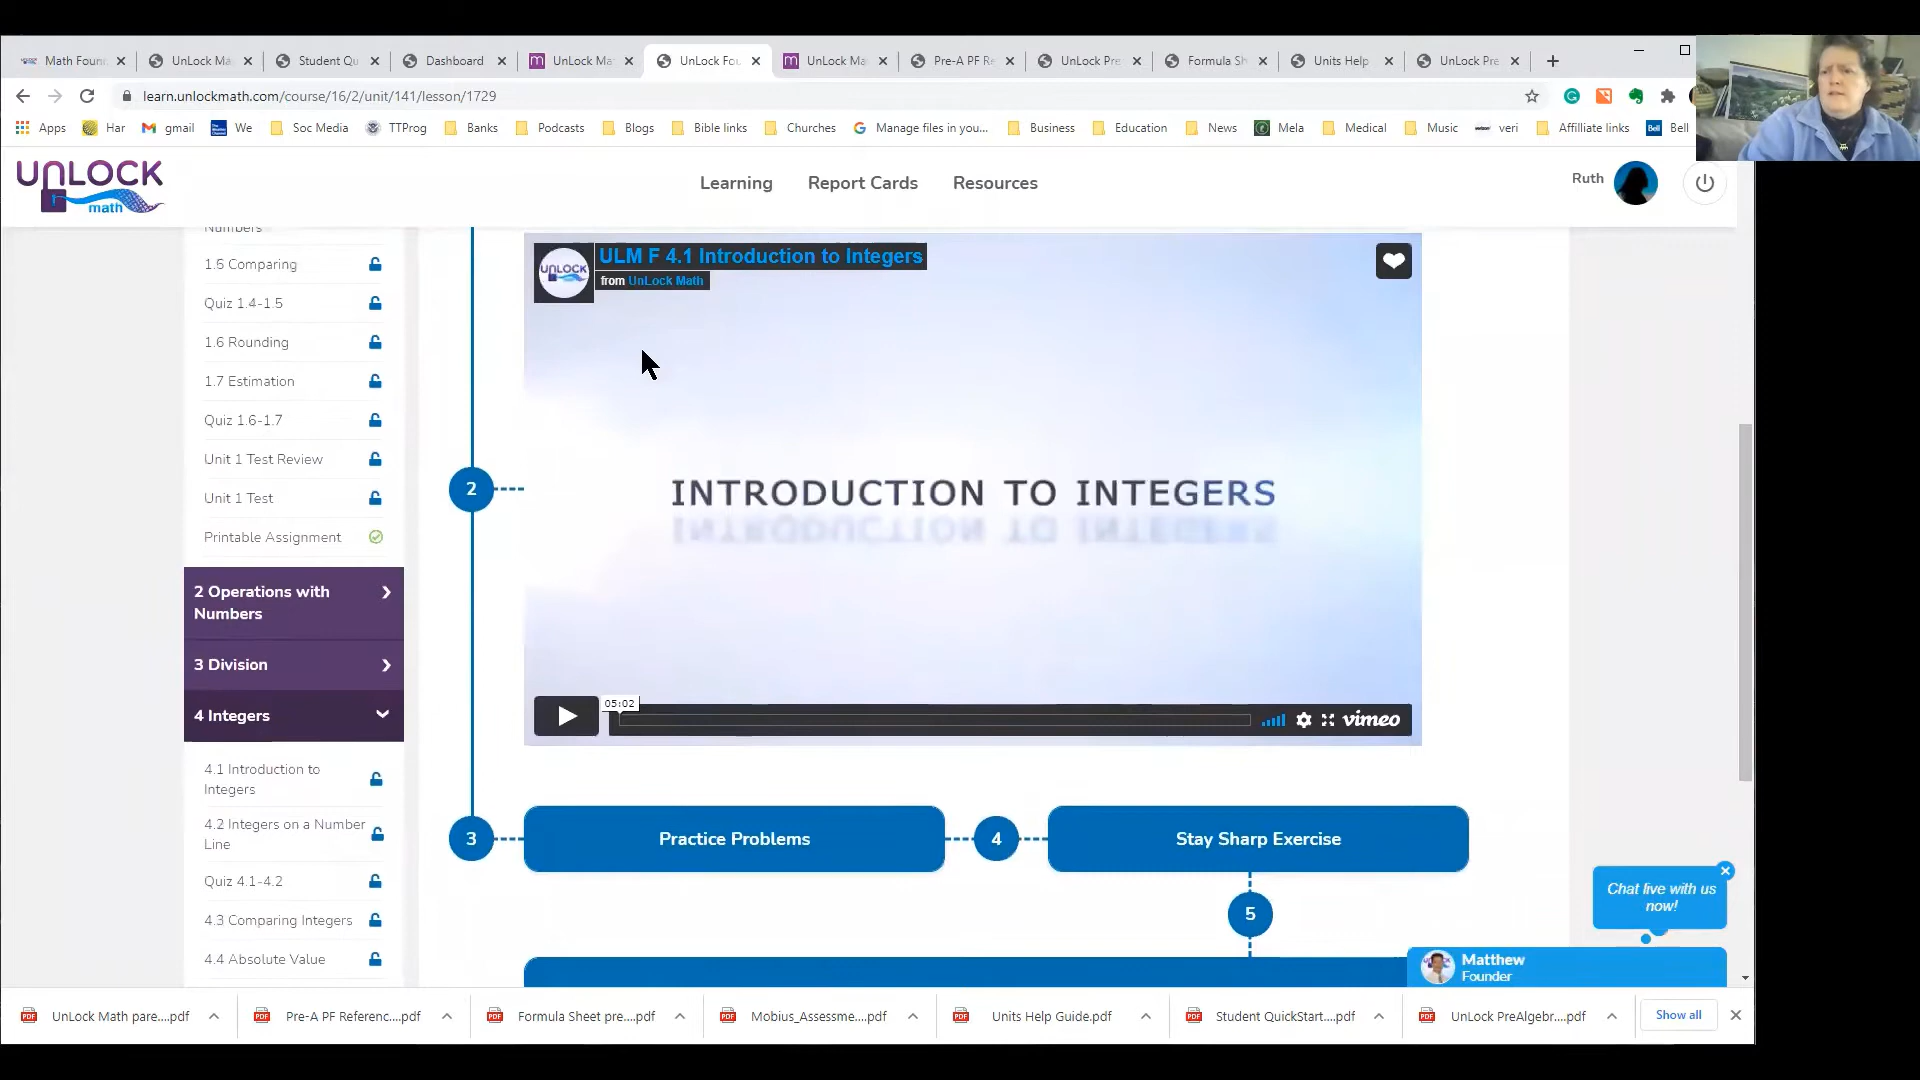 Math Foun
UnLock Ma
Student Qu
Dashboard
UnLock Ma
UnLock Fou
UnLock Ma
Pre-A PF Re
UnLock Pre
Formula Sh
Units Help
UnLock Pre
learn.unlockmath.com/course/16/2/unit/141/lesson/1729
Apps
Har
gmail
We
Soc Media
TTProg
Banks
Podcasts
Blogs
Bible links
Churches
Manage files in you...
Business
Education
News
Mela
Medical
Music
veri
Affilliate links
Bell
Bell
UNLOCK
math
Learning
Report Cards
Resources
Ruth
Numbers
1.5 Comparing
Quiz 1.4-1.5
1.6 Rounding
1.7 Estimation
Quiz 1.6-1.7
Unit 1 Test Review
Unit 1 Test
Printable Assignment
2 Operations with
Numbers
3 Division
4 Integers
4.1 Introduction to
Integers
4.2 Integers on a Number
Line
Quiz 4.1-4.2
4.3 Comparing Integers
4.4 Absolute Value
UNLOCK
ULM F 4.1 Introduction to Integers
from UnLock Math
2
INTRODUCTION TO INTEGERS
05:02
vimeo
3
Practice Problems
4
Stay Sharp Exercise
5
Chat live with us
now!
Matthew
Founder
UnLock Math pare....pdf
Pre-A PF Referenc....pdf
Formula Sheet pre....pdf
Mobius_Assessme....pdf
Units Help Guide.pdf
Student QuickStart....pdf
UnLock PreAlgebr....pdf
Show all